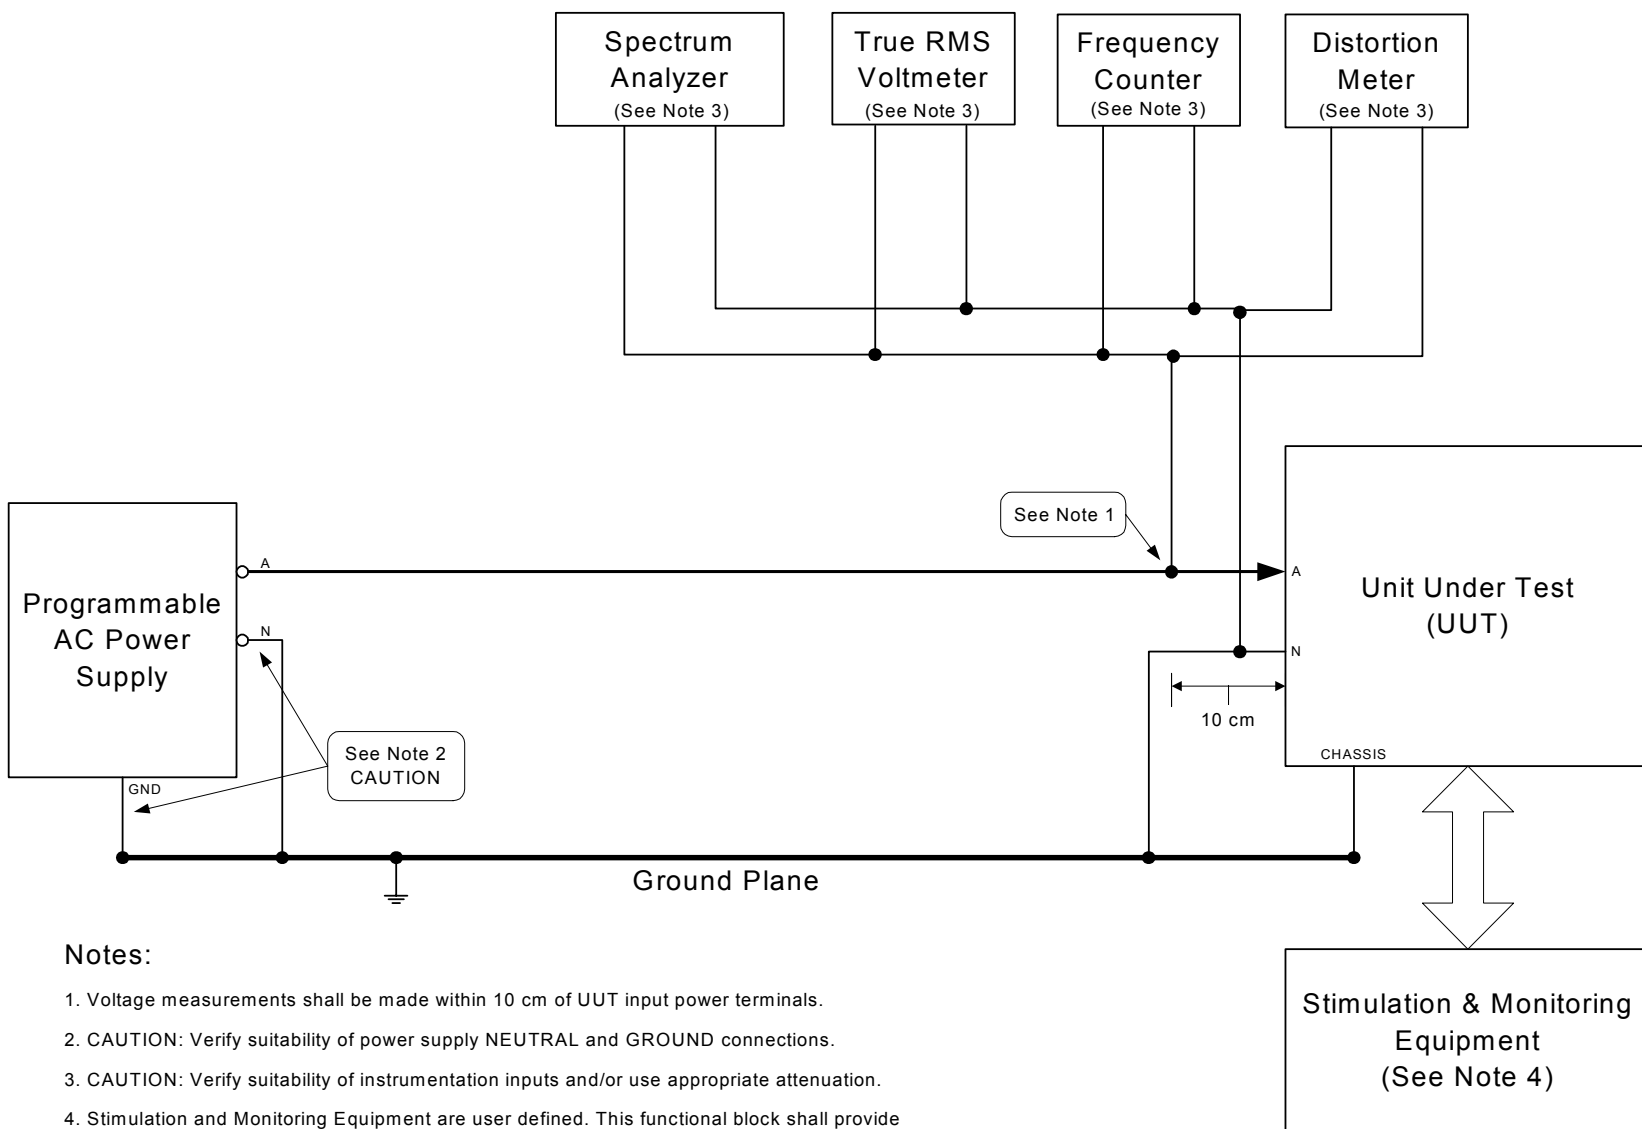 Spectrum
Analyzer
(See Note 3)
True RMS
Voltmeter
(See Note 3)
Frequency
Counter
(See Note 3)
Distortion
Meter
(See Note 3)
See Note 1
Programmable
AC Power
Supply
A
N
GND
See Note 2
CAUTION
A
N
Unit Under Test
(UUT)
10 cm
CHASSIS
Ground Plane
Notes:
1. Voltage measurements shall be made within 10 cm of UUT input power terminals.
2. CAUTION: Verify suitability of power supply NEUTRAL and GROUND connections.
3. CAUTION: Verify suitability of instrumentation inputs and/or use appropriate attenuation.
4. Stimulation and Monitoring Equipment are user defined. This functional block shall provide
Stimulation & Monitoring
Equipment
(See Note 4)